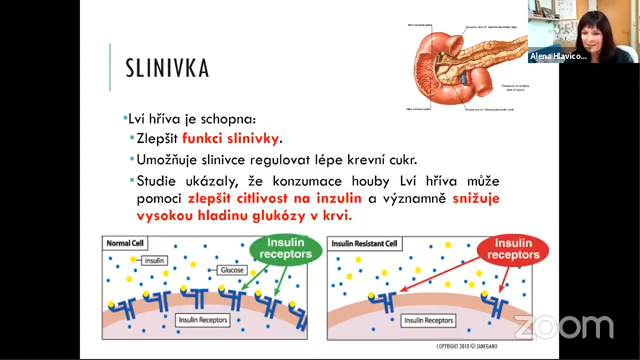 Alena Hlavico...
SLINIVKA
•Lví hříva je schopna:
•Zlepšit funkci slinivky.
•Umožňuje slinivce regulovat lépe krevní cukr.
•Studie ukázaly, že konzumace houby Lví hříva může
pomoci zlepšit citlivost na inzulin a významně snižuje
vysokou hladinu glukózy v krvi.
Normal Cell
Insulin
Glucose
Insulin
receptors
Insulin Receptors
Insulin Resistant Cell
Insulin
receptors
Insulin Receptors
COPYRIGHT 2010 © JANEGANO
zoom